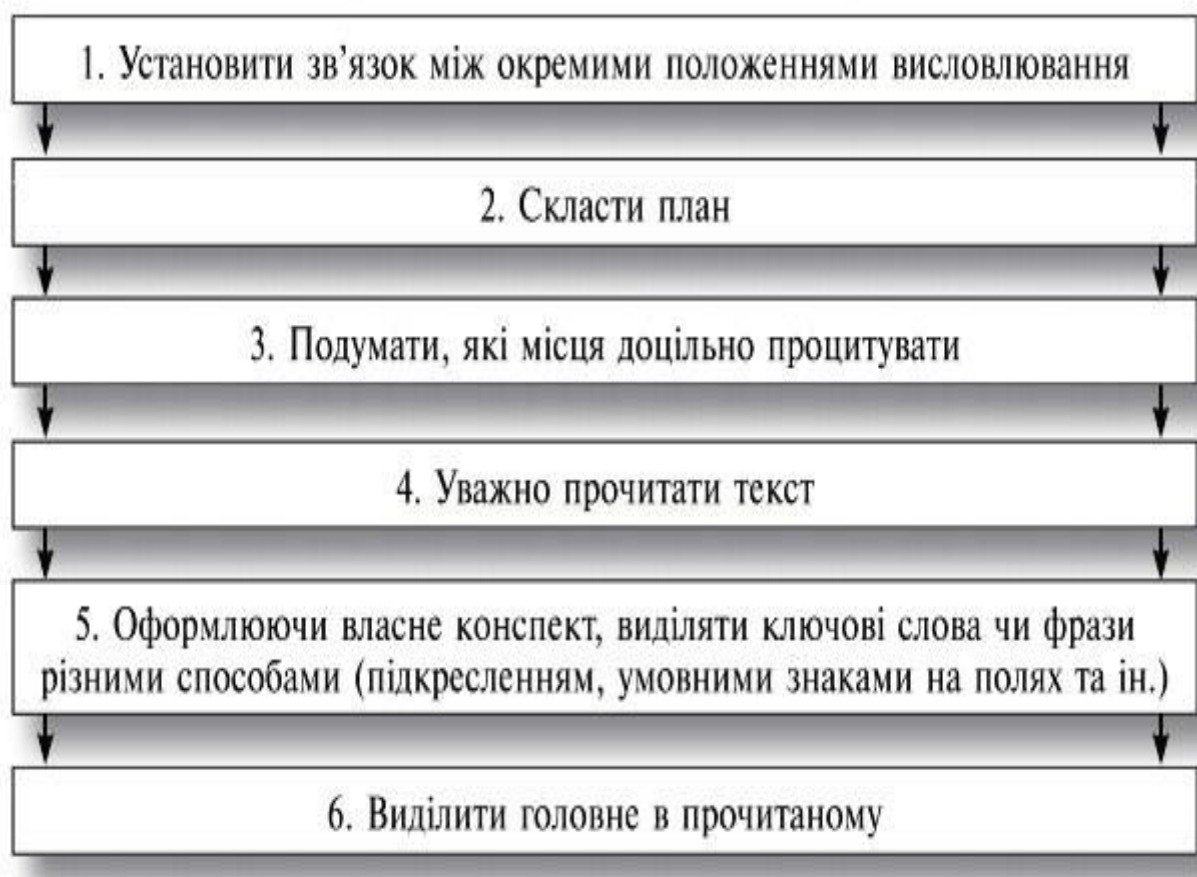 1. Установити зв'язок між окремими положеннями висловлювання
2. Скласти план
3. Подумати, які місця доцільно процитувати
4. Уважно прочитати текст
5. Оформлюючи власне конспект, виділяти ключові слова чи фрази
різними способами (підкресленням, умовними знаками на полях та ін.)
6. Виділити головне в прочитаному